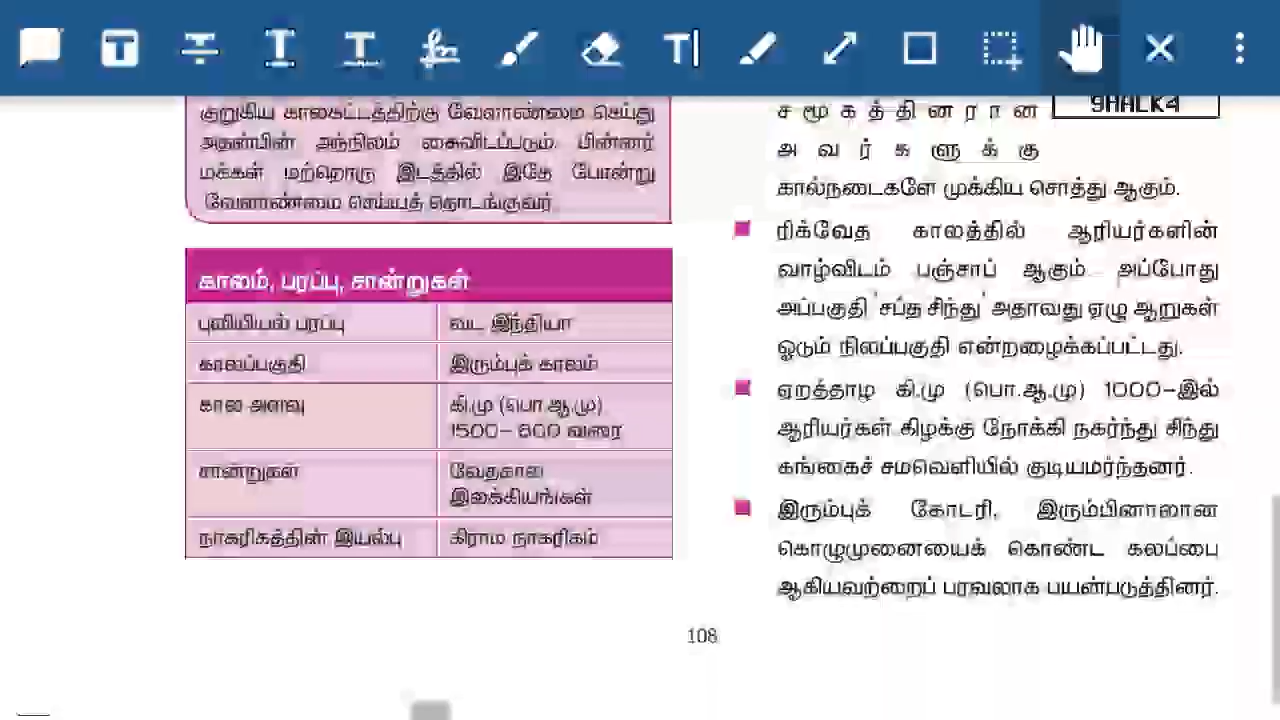 குறுகிய காலகட்டத்திற்கு வேளாண்மை செய்து
அதன்பின் அந்நிலம் கைவிடப்படும். பின்னர்
மக்கள் மற்றொரு இடத்தில் இதே போன்று
வேளாண்மை செய்யத் தொடங்குவர்.
காலம், பரப்பு, சான்றுகள்
புவியியல் பரப்பு வட இந்தியா
காலப்பகுதி இரும்புக் காலம்
கால அளவு கி.மு (பொ.ஆ.மு)
1500– 600 வரை
சான்றுகள் வேதகால
இலக்கியங்கள்
நாகரிகத்தின் இயல்பு கிராம நாகரிகம்
9HALK4
சமூகத்தினரான
அவர்களுக்கு
கால்நடைகளே முக்கிய சொத்து ஆகும்.
ரிக்வேத காலத்தில் ஆரியர்களின்
வாழ்விடம் பஞ்சாப் ஆகும் அப்போது
அப்பகுதி 'சப்த சிந்து' அதாவது ஏழு ஆறுகள்
ஓடும் நிலப்பகுதி என்றழைக்கப்பட்டது.
ஏறத்தாழ கி.மு (பொ.ஆ.மு) 1000–இல்
ஆரியர்கள் கிழக்கு நோக்கி நகர்ந்து சிந்து
கங்கைச் சமவெளியில் குடியமர்ந்தனர்.
இரும்புக் கோடரி, இரும்பினாலான
கொழுமுனையைக் கொண்ட கலப்பை
ஆகியவற்றைப் பரவலாக பயன்படுத்தினர்.
108